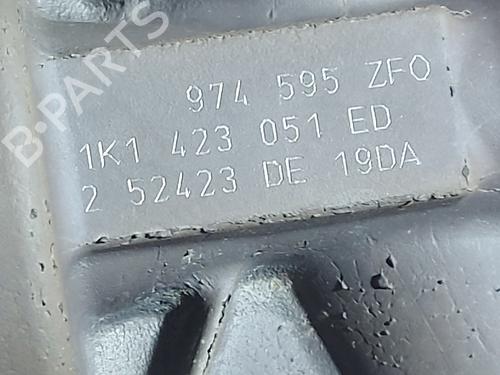 B-PARTS
974 595 ZFO
1K1 423 051 ED
2 52423 DE 19DA